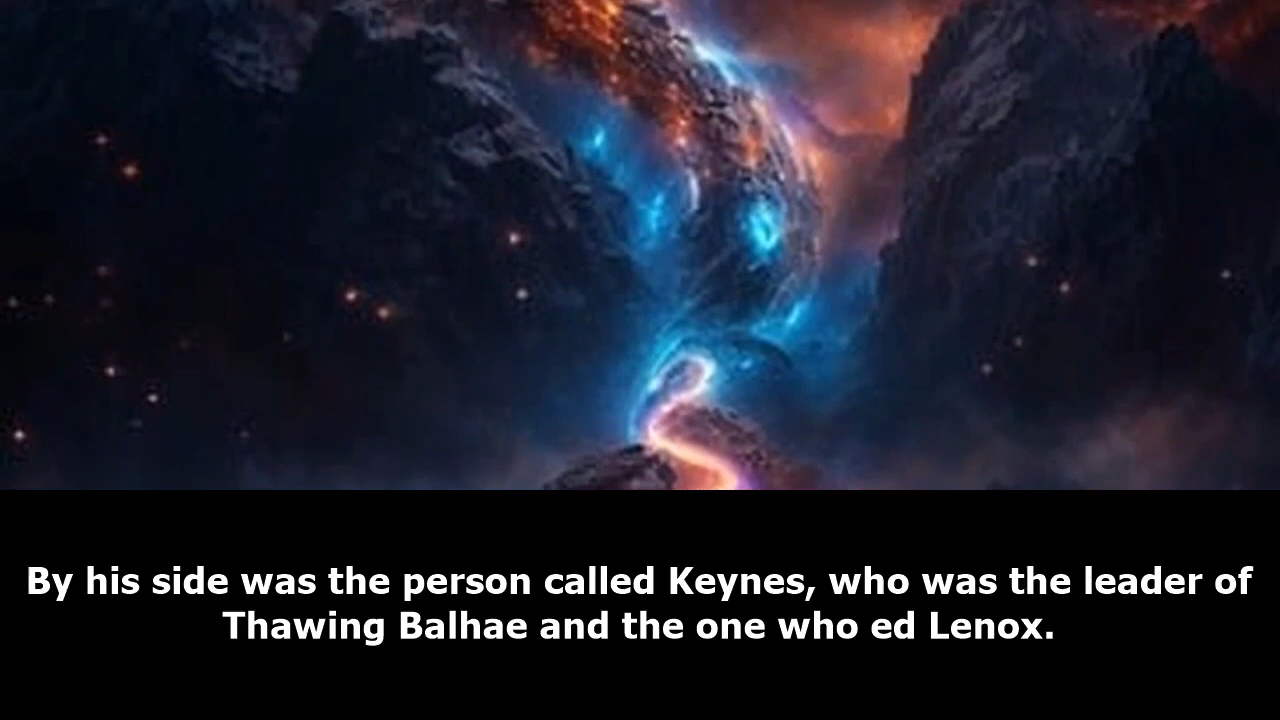 By his side was the person called Keynes, who was the leader of
Thawing Balhae and the one who ed Lenox.